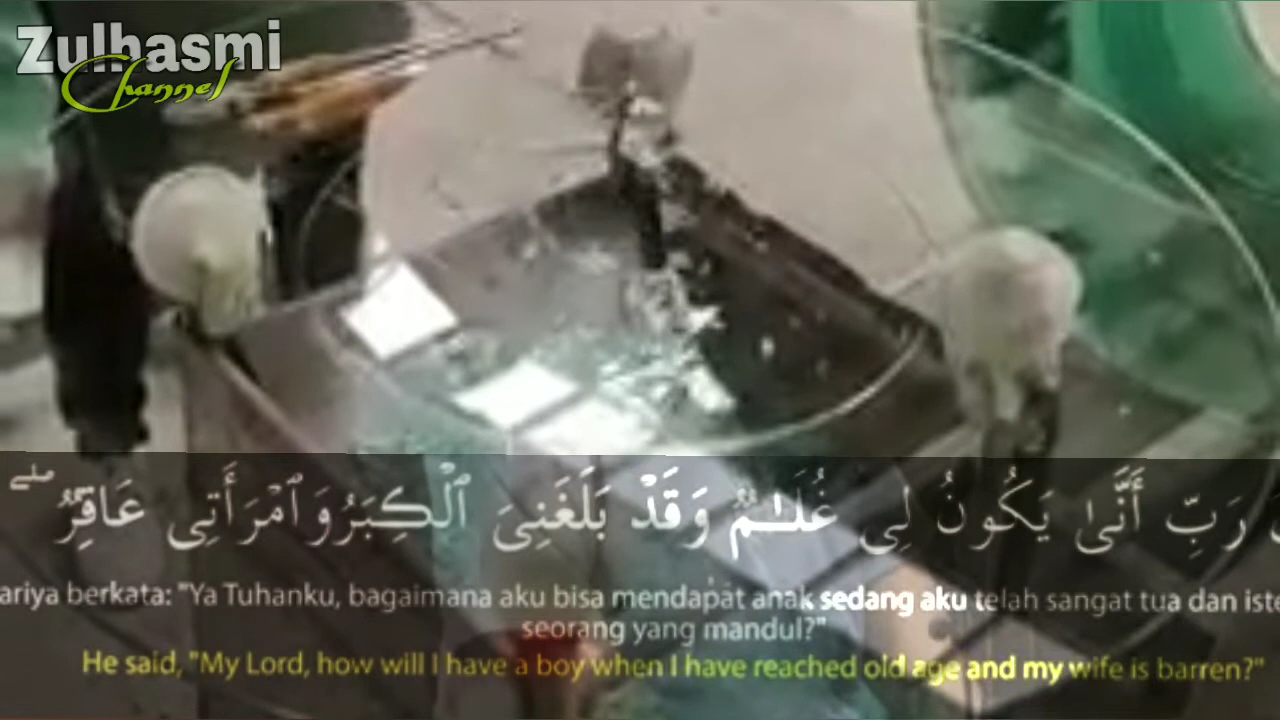 Zulhasmi
Channel
رَبِّ أَنَّىٰ يَكُونُ لِى غُلَـٰمٌ وَقَدْ بَلَغَنِىَ ٱلْكِبَرُ وَٱمْرَأَتِى عَاقِرٌ ۖ
ariya berkata: "Ya Tuhanku, bagaimana aku bisa mendapat anak sedang aku telah sangat tua dan iste
seorang yang mandul?"
He said, "My Lord, how will I have a boy when I have reached old age and my wife is barren?"